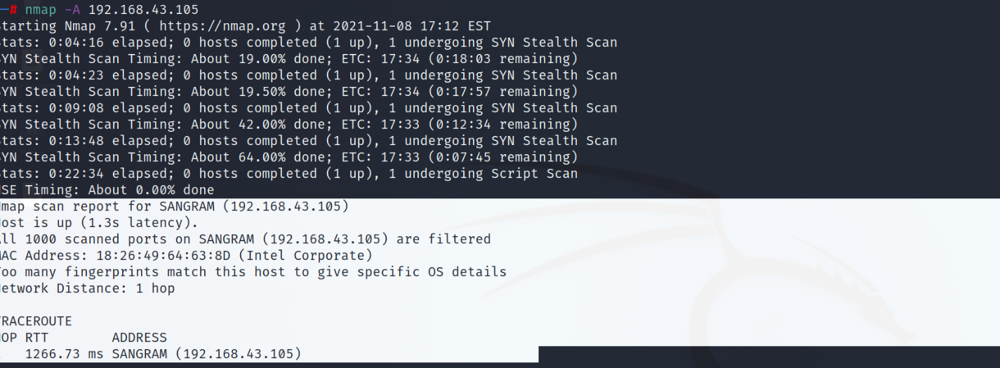 ─# nmap -A 192.168.43.105
tarting Nmap 7.91 ( https://nmap.org ) at 2021-11-08 17:12 EST
tats: 0:04:16 elapsed; 0 hosts completed (1 up), 1 undergoing SYN Stealth Scan
YN Stealth Scan Timing: About 19.00% done; ETC: 17:34 (0:18:03 remaining)
tats: 0:04:23 elapsed; 0 hosts completed (1 up), 1 undergoing SYN Stealth Scan
YN Stealth Scan Timing: About 19.50% done; ETC: 17:34 (0:17:57 remaining)
tats: 0:09:08 elapsed; 0 hosts completed (1 up), 1 undergoing SYN Stealth Scan
YN Stealth Scan Timing: About 42.00% done; ETC: 17:33 (0:12:34 remaining)
tats: 0:13:48 elapsed; 0 hosts completed (1 up), 1 undergoing SYN Stealth Scan
YN Stealth Scan Timing: About 64.00% done; ETC: 17:33 (0:07:45 remaining)
tats: 0:22:34 elapsed; 0 hosts completed (1 up), 1 undergoing Script Scan
SE Timing: About 0.00% done
map scan report for SANGRAM (192.168.43.105)
ost is up (1.3s latency).
ll 1000 scanned ports on SANGRAM (192.168.43.105) are filtered
AC Address: 18:26:49:64:63:8D (Intel Corporate)
oo many fingerprints match this host to give specific OS details
etwork Distance: 1 hop
RACEROUTE
OP RTT ADDRESS
1266.73 ms SANGRAM (192.168.43.105)